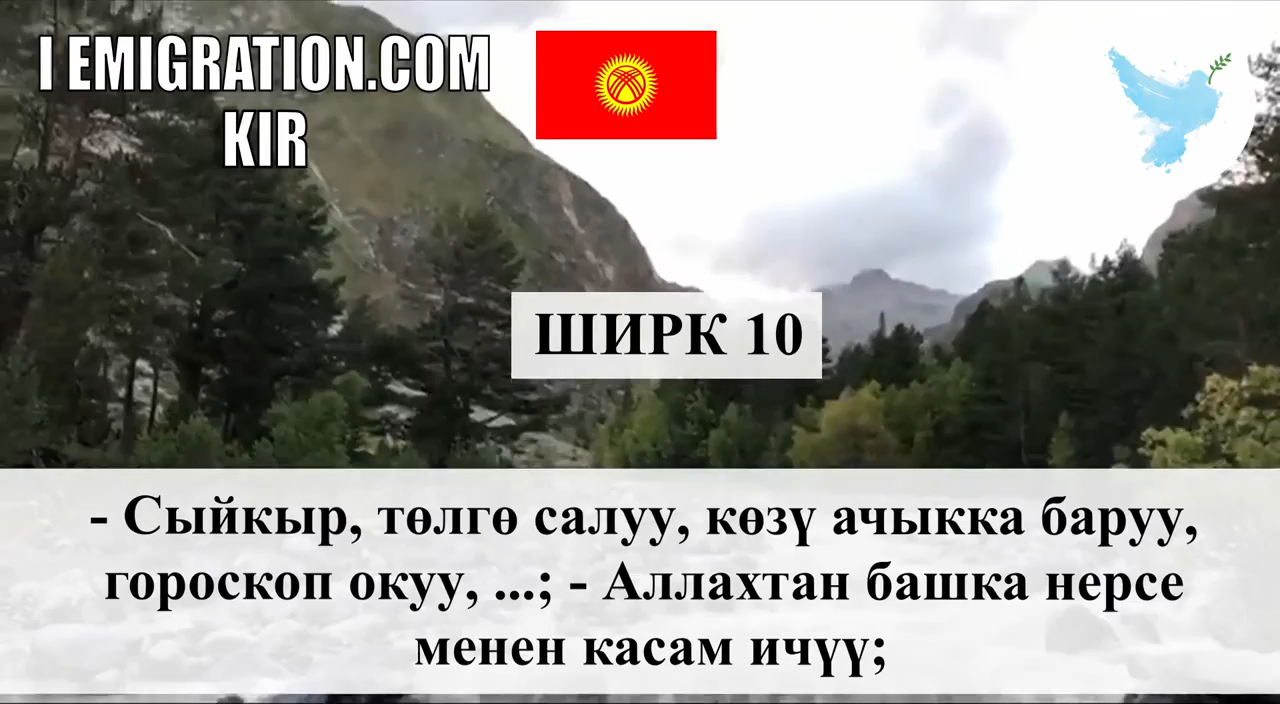 I EMIGRATION.COM
KIR
ШИРК 10
- Сыйкыр, төлгө салуу, көзү ачыкка баруу,
гороскоп окуу, ...; - Аллахтан башка нерсе
менен касам ичүү;